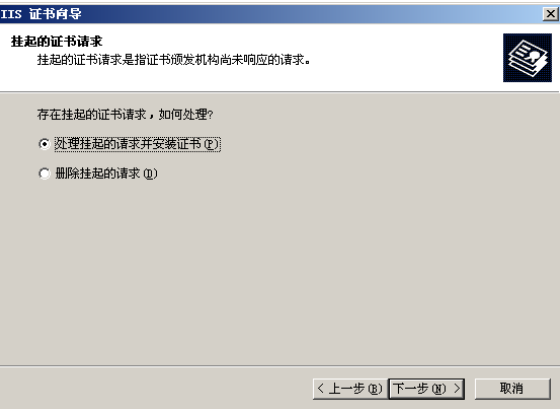 IIS 证书向导
挂起的证书请求
挂起的证书请求是指证书颁发机构尚未响应的请求。
存在挂起的证书请求，如何处理?
处理挂起的请求并安装证书(P)
删除挂起的请求(D)
< 上一步(B) 下一步(N) > 取消